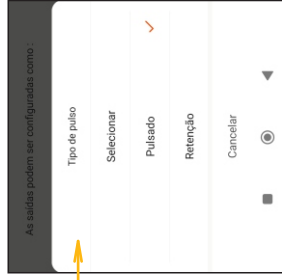 As saídas podem ser configuradas como :
Tipo de pulso
Selecionar
Pulsado
Retenção
Cancelar